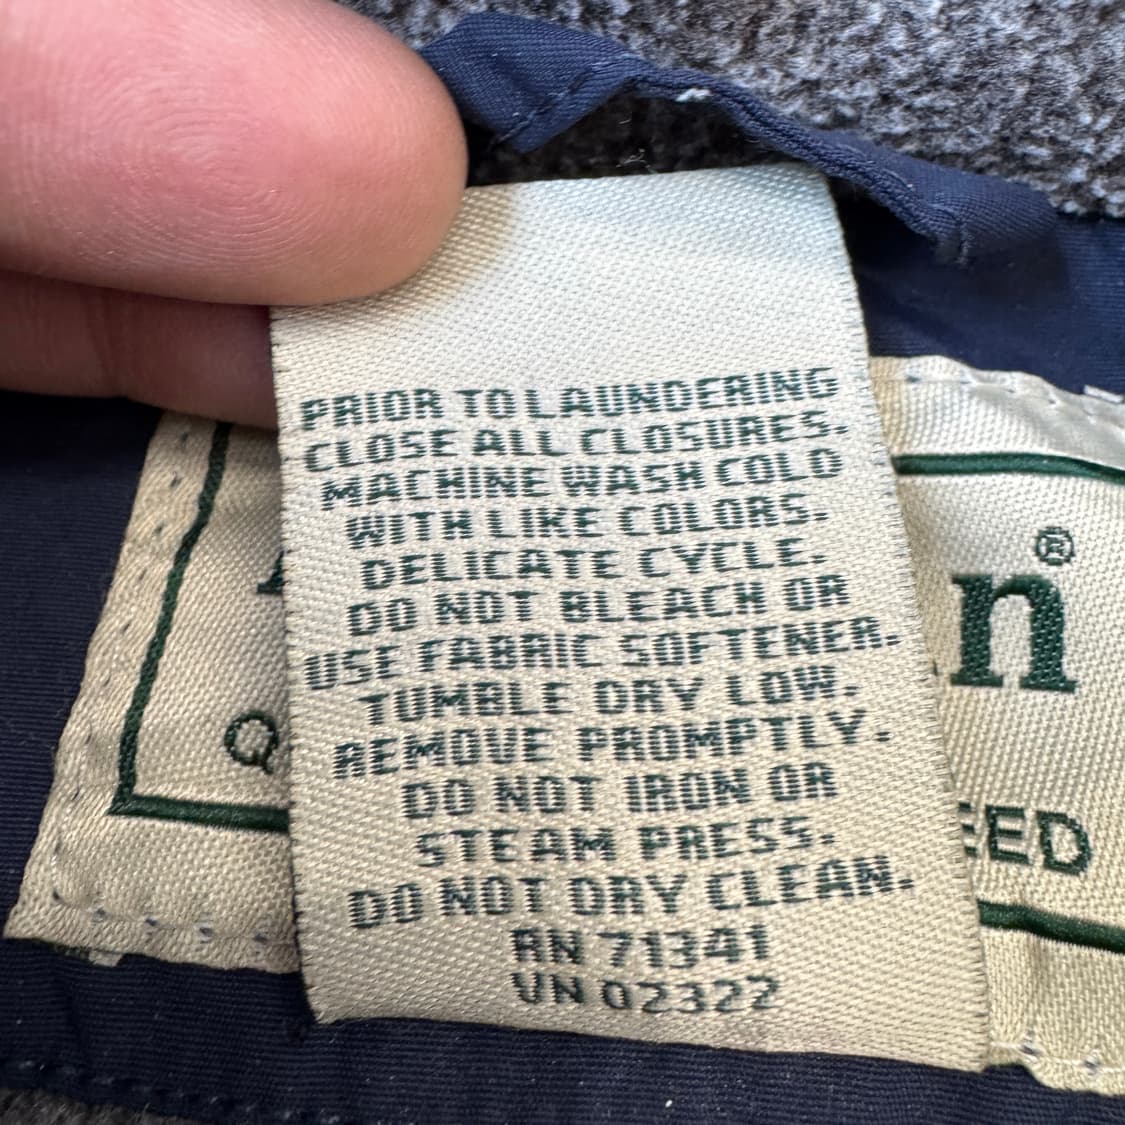 PRIOR TO LAUNDERING
CLOSE ALL CLOSURES.
MACHINE WASH COLD
WITH LIKE COLORS.
DELICATE CYCLE.
DO NOT BLEACH OR
USE FABRIC SOFTENER.
TUMBLE DRY LOW.
REMOVE PROMPTLY.
DO NOT IRON OR
STEAM PRESS.
DO NOT DRY CLEAN.
RN 71341
VN 02322
n®
Q
EED